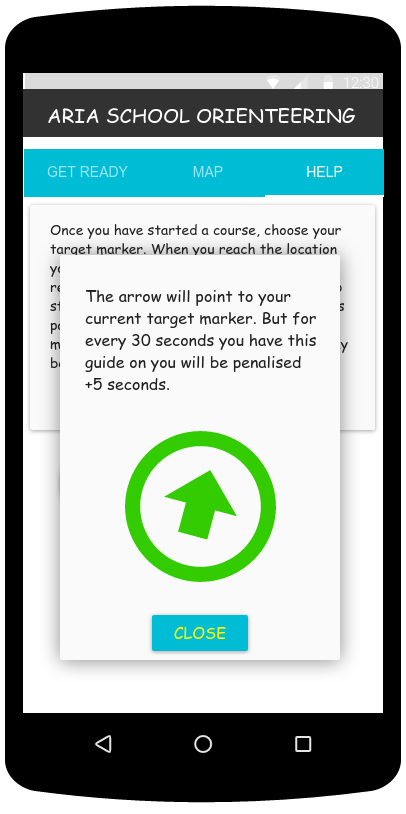 12:30
ARIA SCHOOL ORIENTEERING
GET READY MAP HELP
Once you have started a course, choose your
target marker. When you reach the location
The arrow will point to your
current target marker. But for
every 30 seconds you have this
guide on you will be penalised
+5 seconds.
CLOSE